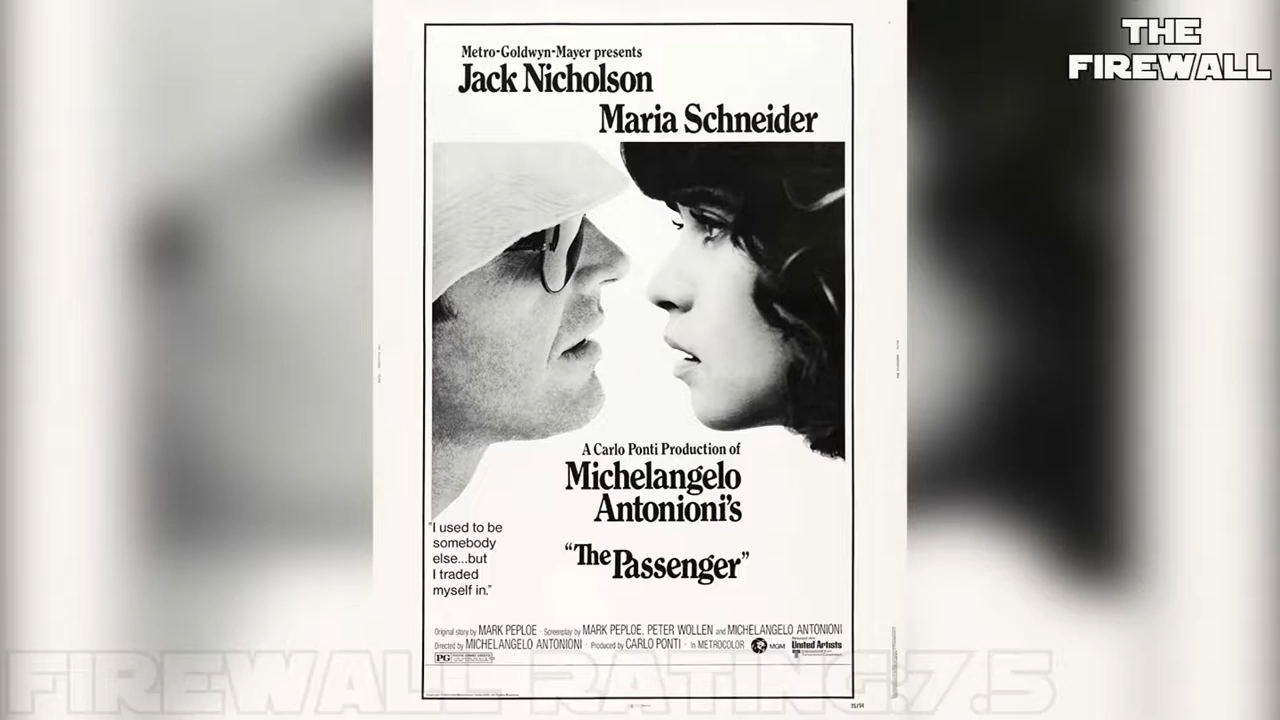 THE
FIREWALL
Metro-Goldwyn-Mayer presents
Jack Nicholson
Maria Schneider
A Carlo Ponti Production of
Michelangelo
Antonioni's
"The Passenger"
"I used to be
somebody
else...but
I traded
myself in."
Original story by MARK PEPLOE · Screenplay by MARK PEPLOE, PETER WOLLEN and MICHELANGELO ANTONIONI
Directed by MICHELANGELO ANTONIONI · Produced by CARLO PONTI · in METROCOLOR MGM United Artists
PG
FIREWALL RATING:7.5
75/94